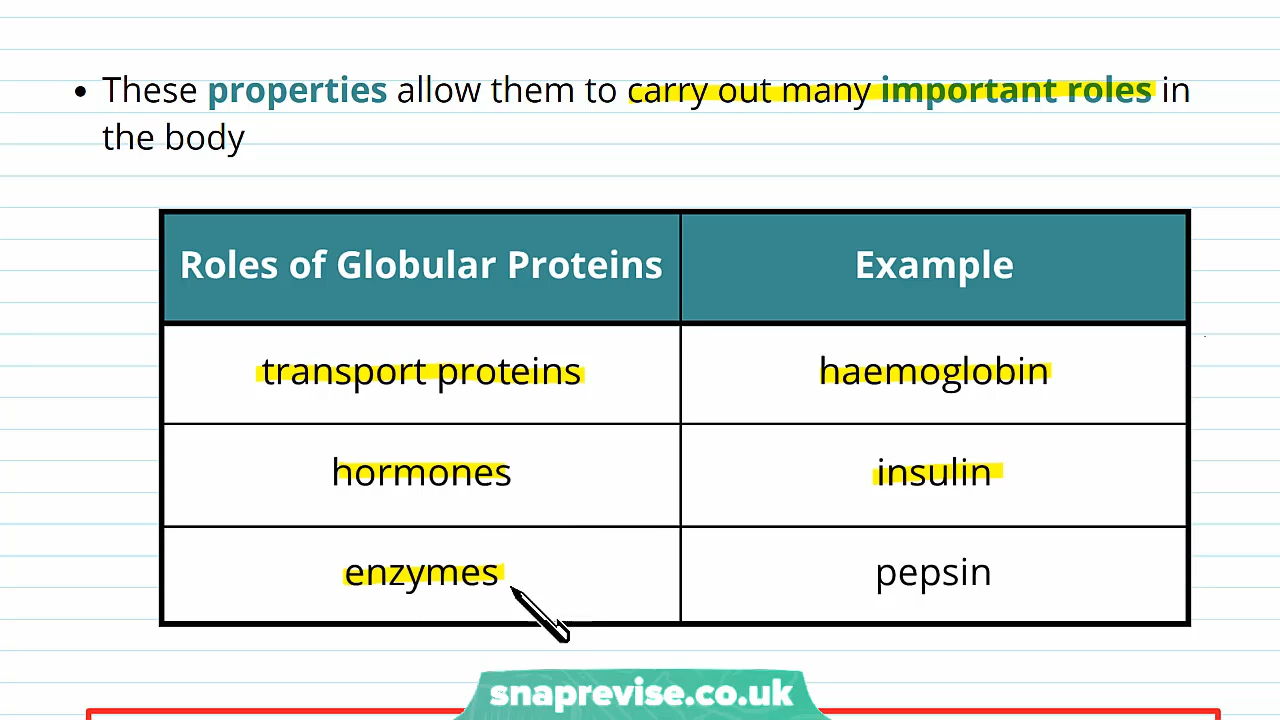 • These properties allow them to carry out many important roles in
the body
Roles of Globular Proteins Example
transport proteins haemoglobin
hormones insulin
enzymes pepsin
snaprevise.co.uk